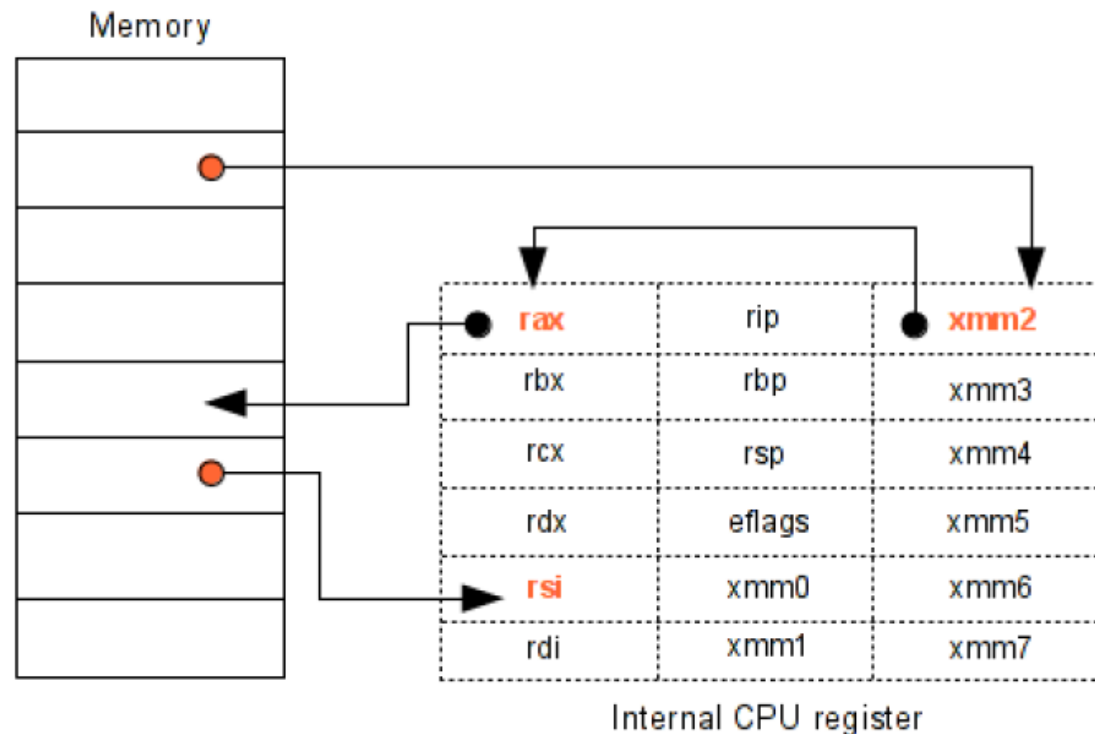 Memory
rax rip xmm2
rbx rbp xmm3
rcx rsp xmm4
rdx eflags xmm5
rsi xmm0 xmm6
rdi xmm1 xmm7
Internal CPU register